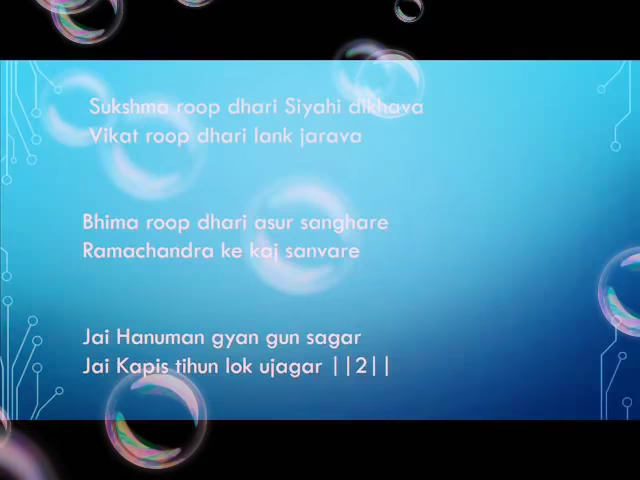 Sukshma roop dhari Siyahi dikhava
Vikat roop dhari lank jarava
Bhima roop dhari asur sanghare
Ramachandra ke kaj sanvare
Jai Hanuman gyan gun sagar
Jai Kapis tihun lok ujagar ||2||